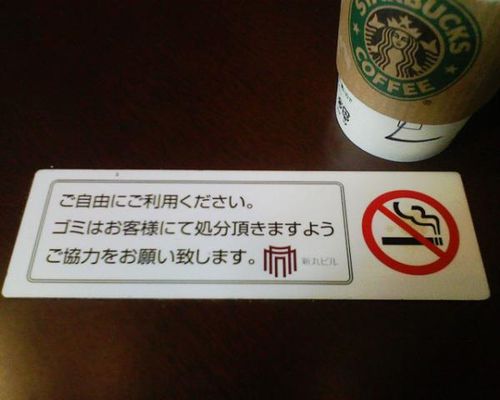 STARBUCKS
COFFEE
ご自由にご利用ください。
ゴミはお客様にて処分頂きますよう
ご協力をお願い致します。
新丸ビル